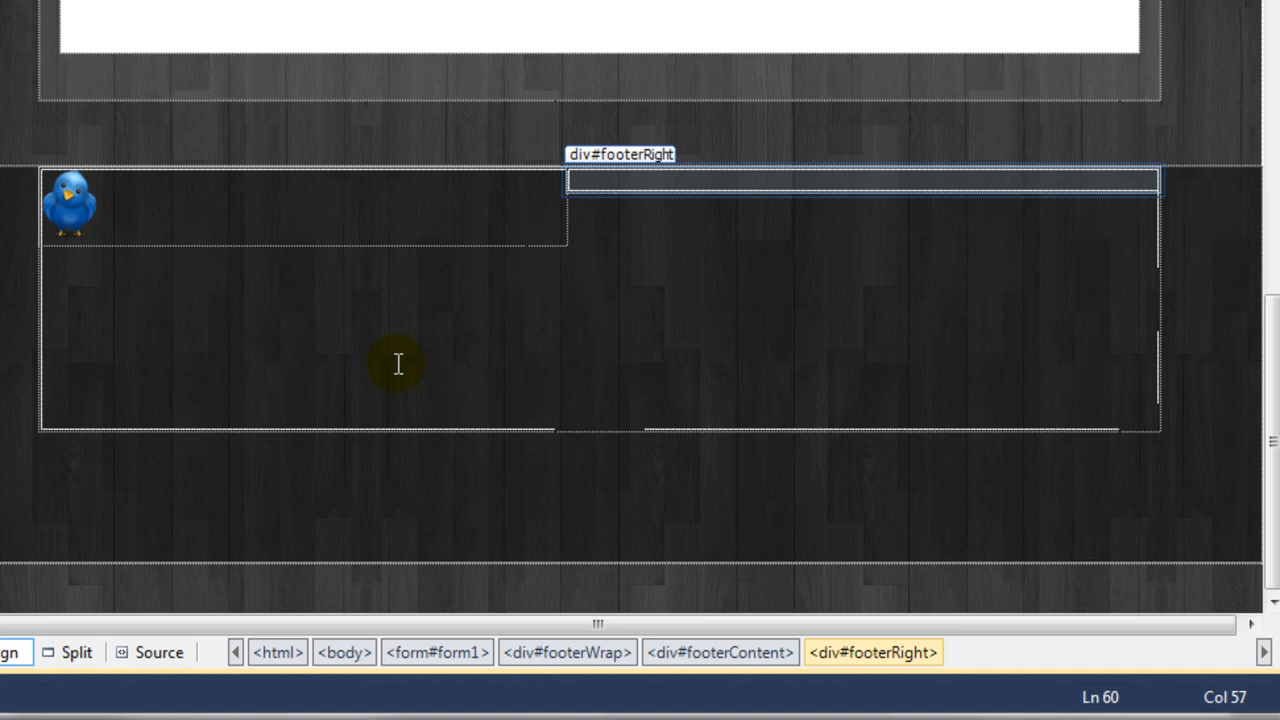 div#footerRight
gn Split Source <html> <body> <form#form1> <div#footerWrap> <div#footerContent> <div#footerRight>
Ln 60 Col 57